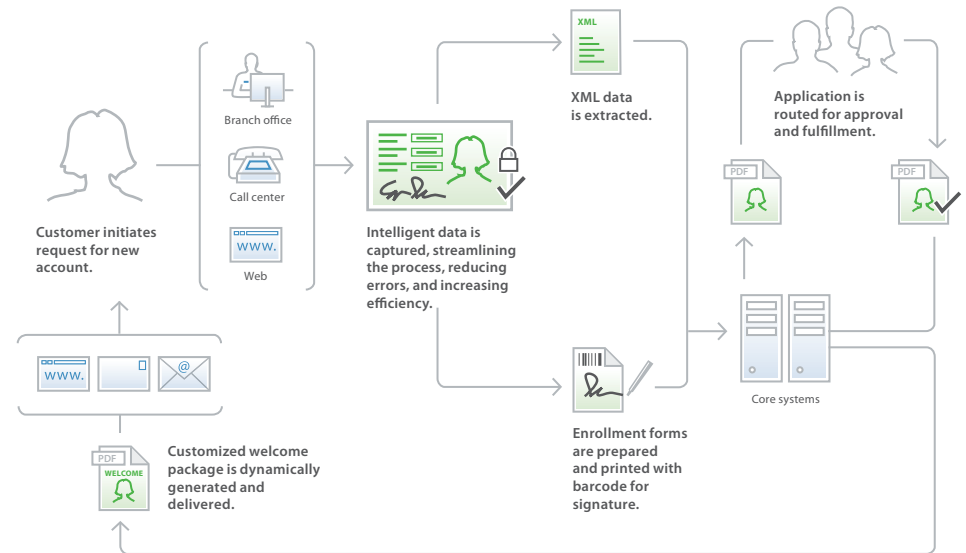 Branch office
Call center
www.
Web
Customer initiates
request for new
account.
Intelligent data is
captured, streamlining
the process, reducing
errors, and increasing
efficiency.
XML
XML data
is extracted.
Application is
routed for approval
and fulfillment.
PDF
PDF
Core systems
Enrollment forms
are prepared
and printed with
barcode for
signature.
www.
@
PDF
WELCOME
Customized welcome
package is dynamically
generated and
delivered.